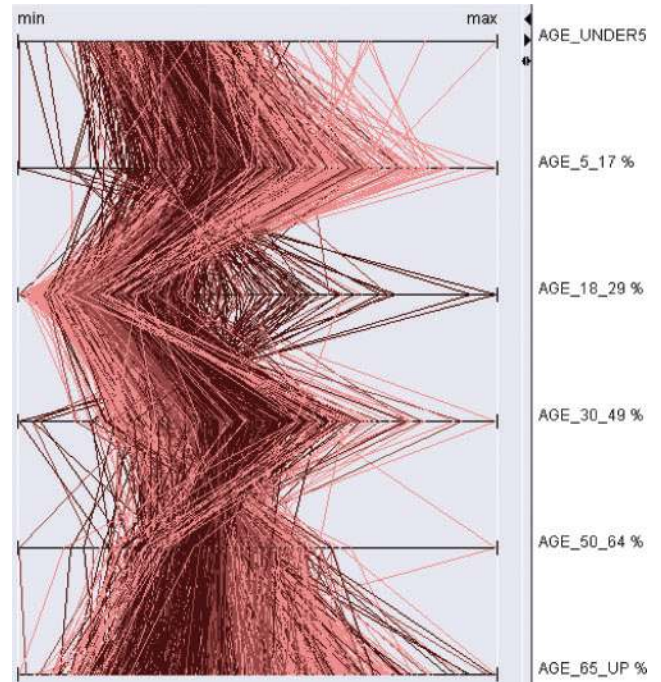 min max
AGE_UNDER5
AGE_5_17 %
AGE_18_29 %
AGE_30_49 %
AGE_50_64 %
AGE_65_UP %